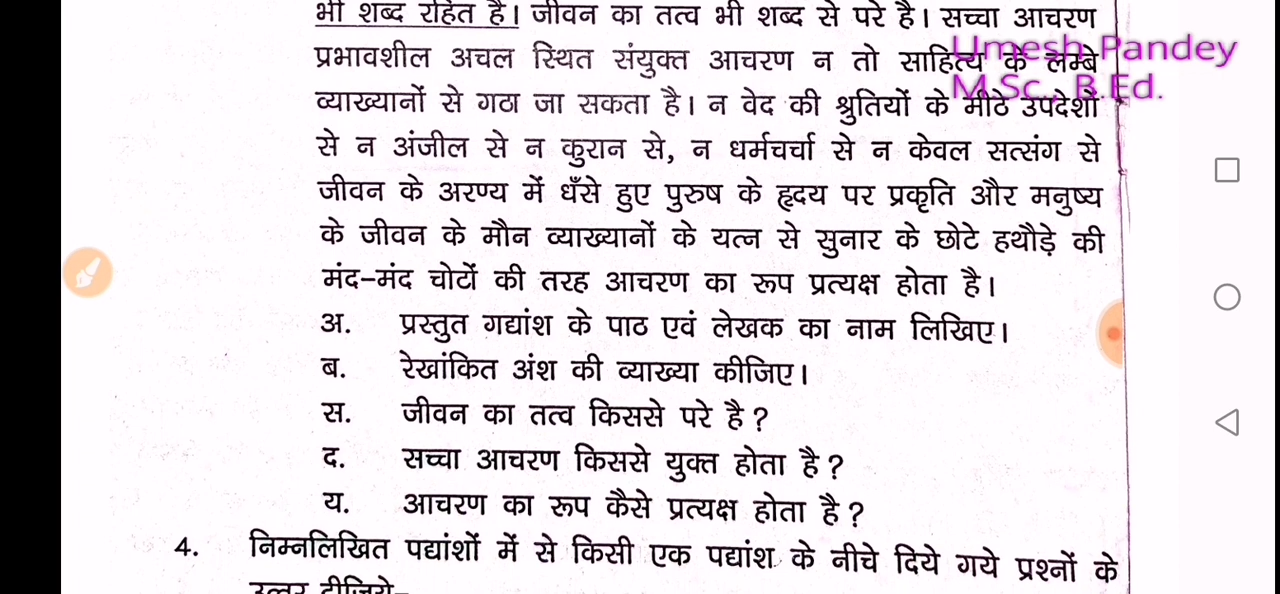 भी शब्द रहित है। जीवन का तत्व भी शब्द से परे है। सच्चा आचरण
Umesh Pandey
प्रभावशील अचल स्थित संयुक्त आचरण न तो साहित्य के लम्बे
M.Sc., B.Ed.
व्याख्यानों से गठा जा सकता है। न वेद की श्रुतियों के मीठे उपदेशों
से न अंजील से न कुरान से, न धर्मचर्चा से न केवल सत्संग से
जीवन के अरण्य में धँसे हुए पुरुष के हृदय पर प्रकृति और मनुष्य
के जीवन के मौन व्याख्यानों के यत्न से सुनार के छोटे हथौड़े की
मंद-मंद चोटों की तरह आचरण का रूप प्रत्यक्ष होता है।
अ. प्रस्तुत गद्यांश के पाठ एवं लेखक का नाम लिखिए।
ब. रेखांकित अंश की व्याख्या कीजिए।
स. जीवन का तत्व किससे परे है?
द. सच्चा आचरण किससे युक्त होता है?
य. आचरण का रूप कैसे प्रत्यक्ष होता है?
4. निम्नलिखित पद्यांशों में से किसी एक पद्यांश के नीचे दिये गये प्रश्नों के
उत्तर दीजिये-